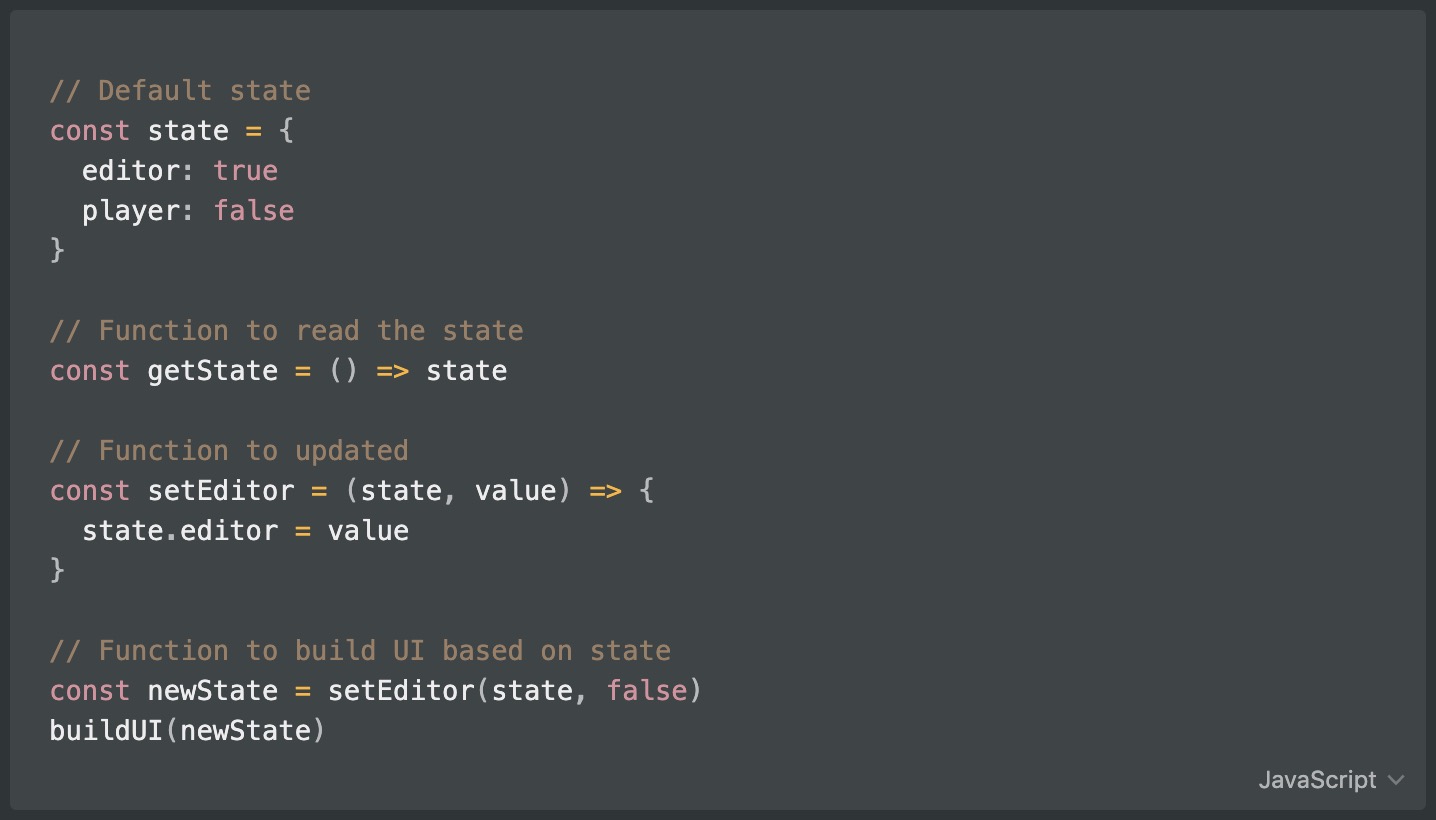 // Default state
const state = {
  editor: true
  player: false
}
// Function to read the state
const getState = () => state
// Function to updated
const setEditor = (state, value) => {
  state.editor = value
}
// Function to build UI based on state
const newState = setEditor(state, false)
buildUI(newState)
JavaScript